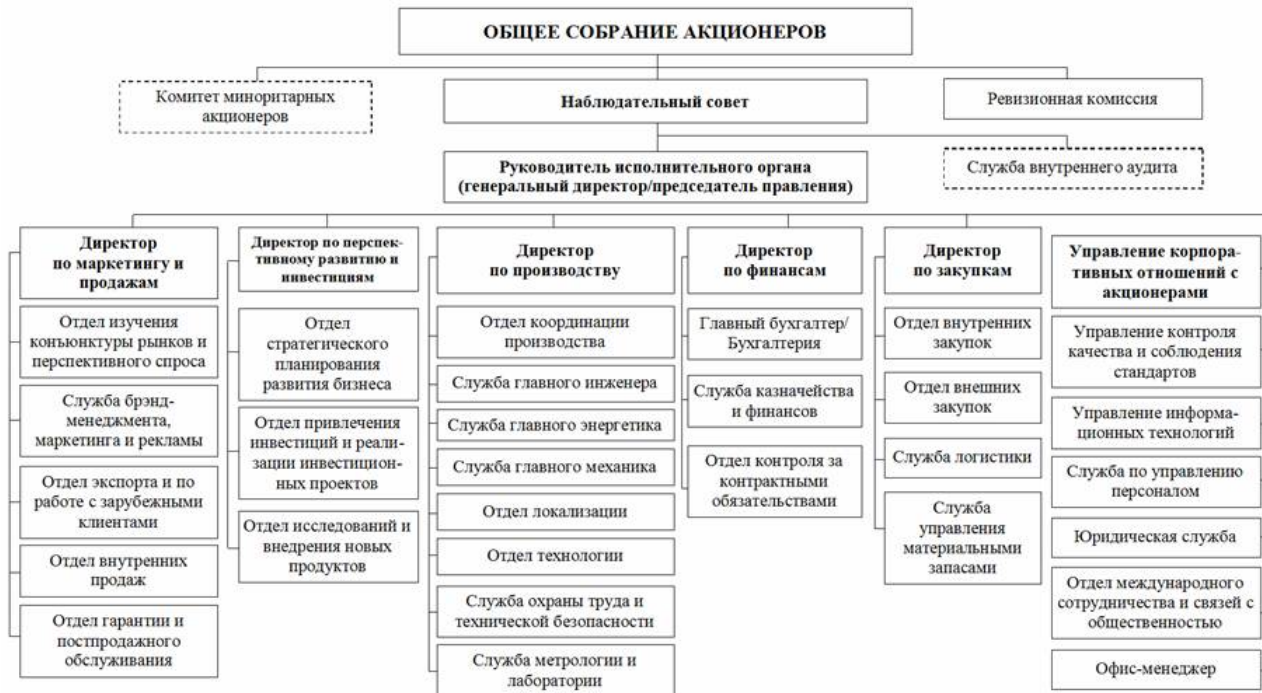 ОБЩЕЕ СОБРАНИЕ АКЦИОНЕРОВ
Комитет миноритарных
акционеров
Наблюдательный совет
Ревизионная комиссия
Руководитель исполнительного органа
(генеральный директор/председатель правления)
Служба внутреннего аудита
Директор
по маркетингу и
продажам
Отдел изучения
конъюнктуры рынков и
перспективного спроса
Служба брэнд-
менеджмента,
маркетинга и рекламы
Отдел экспорта и по
работе с зарубежными
клиентами
Отдел внутренних
продаж
Отдел гарантии и
постпродажного
обслуживания
Директор по перспек-
тивному развитию и
инвестициям
Отдел
стратегического
планирования
развития бизнеса
Отдел привлечения
инвестиций и реали-
зации инвестицион-
ных проектов
Отдел исследований и
внедрения новых
продуктов
Директор
по производству
Отдел координации
производства
Служба главного инженера
Служба главного энергетика
Служба главного механика
Отдел локализации
Отдел технологии
Служба охраны труда и
технической безопасности
Служба метрологии и
лаборатории
Директор
по финансам
Главный бухгалтер/
Бухгалтерия
Служба казначейства
и финансов
Отдел контроля за
контрактными
обязательствами
Директор
по закупкам
Отдел внутренних
закупок
Отдел внешних
закупок
Служба логистики
Служба
управления
материальными
запасами
Управление корпора-
тивных отношений с
акционерами
Управление контроля
качества и соблюдения
стандартов
Управление информа-
ционных технологий
Служба по управлению
персоналом
Юридическая служба
Отдел международного
сотрудничества и связей с
общественностью
Офис-менеджер